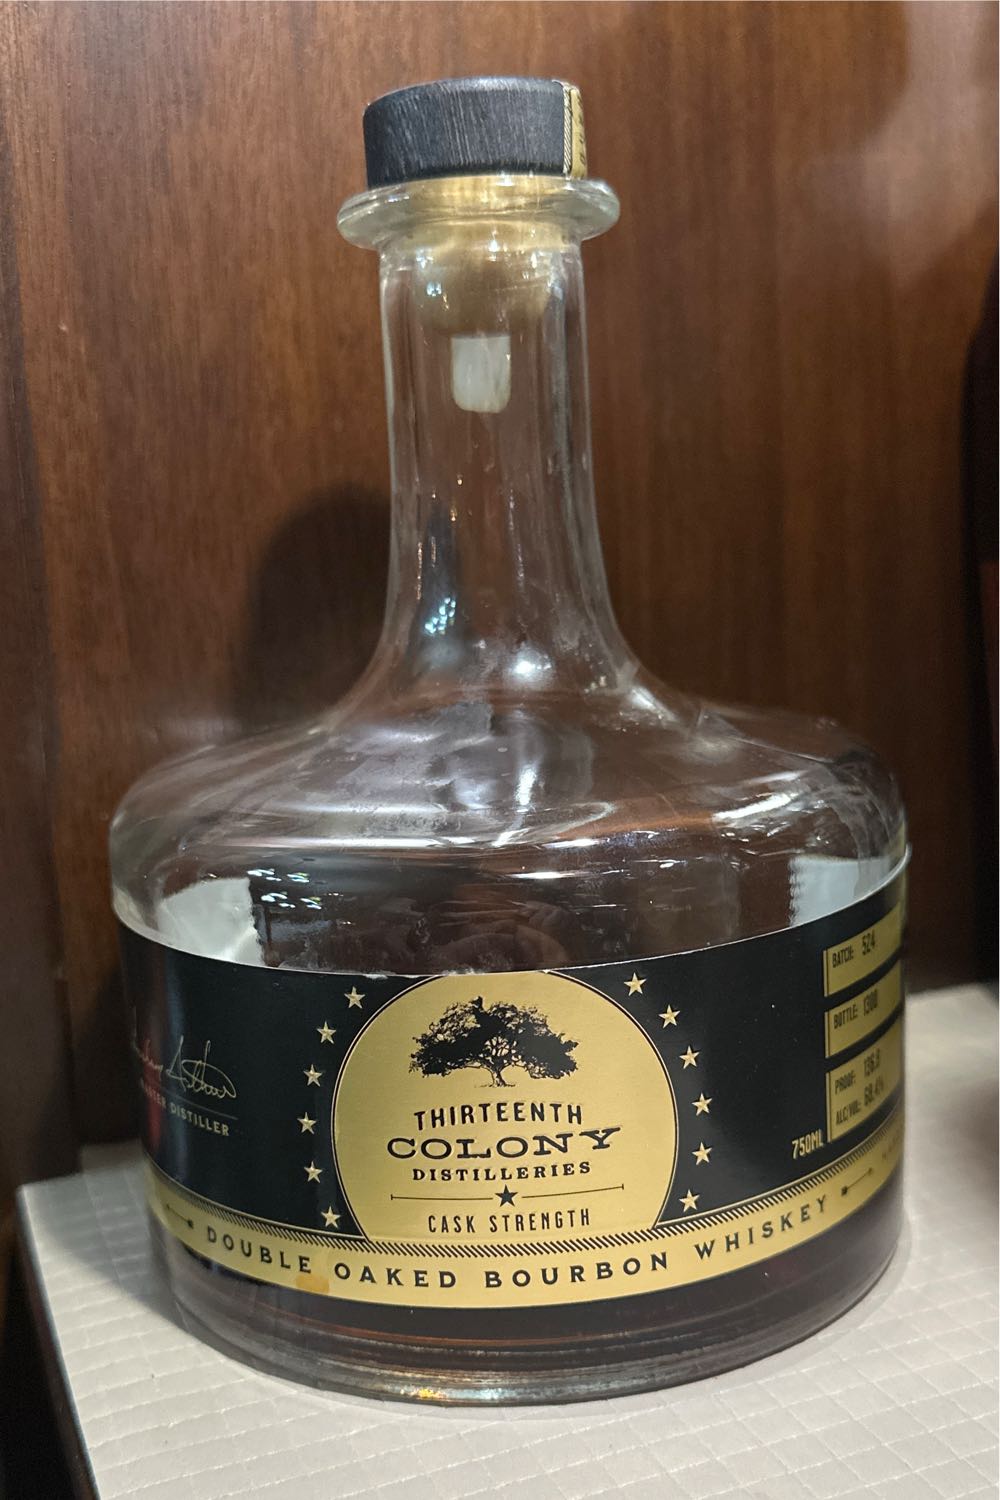 THIRTEENTH
COLONY
DISTILLERIES
CASK STRENGTH
DOUBLE OAKED BOURBON WHISKEY
DISTILLER
BATCH: 524
BOTTLE: 1300
PROOF: 136.8
ALC/VOL: 68.4%
750ML